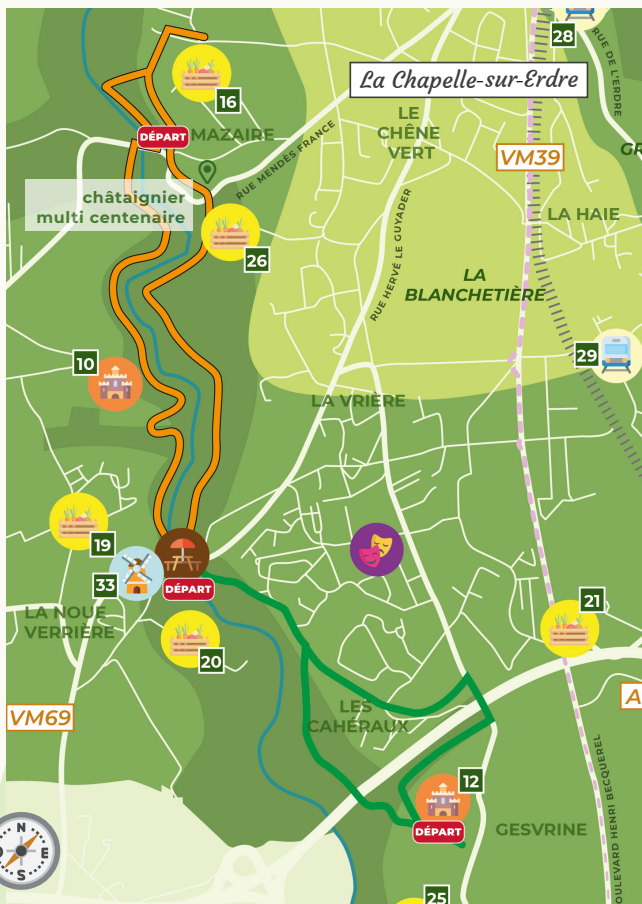 28
RUE DE L'ERDRE
La Chapelle-sur-Erdre
16
DÉPART
MAZAIRE
LE
CHÊNE
VERT
GR
VM39
RUE MENDÈS FRANCE
châtaignier
multi centenaire
LA HAIE
26
RUE HERVÉ LE GUYADER
LA
BLANCHETIÈRE
10
29
LA VRIÈRE
19
33
DÉPART
21
LA NOUE
VERRIÈRE
20
VM69
LES
CAHÉRAUX
A
12
DÉPART
GESVRINE
OULEVARD HENRI BECQUEREL
N
E
S
25